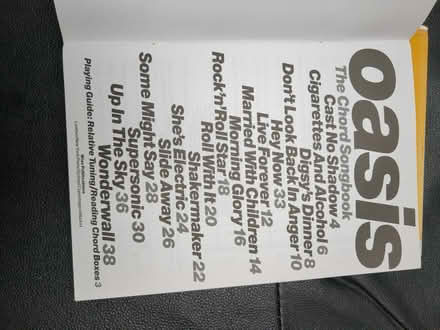 oasis
The Chord Songbook
Cast No Shadow 4
Cigarettes And Alcohol 6
Digsy's Dinner 8
Don't Look Back In Anger 10
Hey Now 33
Live Forever 12
Married With Children 14
Morning Glory 16
Rock'n'Roll Star 18
Roll With It 20
Shakermaker 22
She's Electric 24
Slide Away 26
Some Might Say 28
Supersonic 30
Up In The Sky 36
Wonderwall 38
Playing Guide: Relative Tuning/Reading Chord Boxes 3
Wise Publications